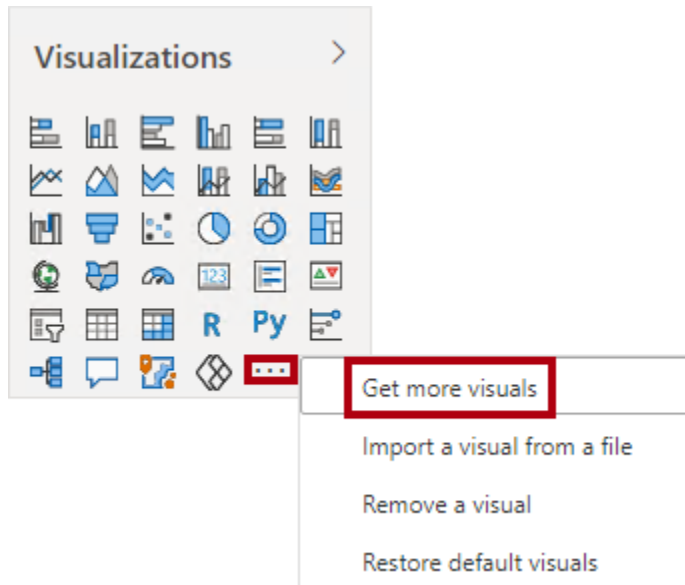 Visualizations
123
R Py
...
Get more visuals
Import a visual from a file
Remove a visual
Restore default visuals